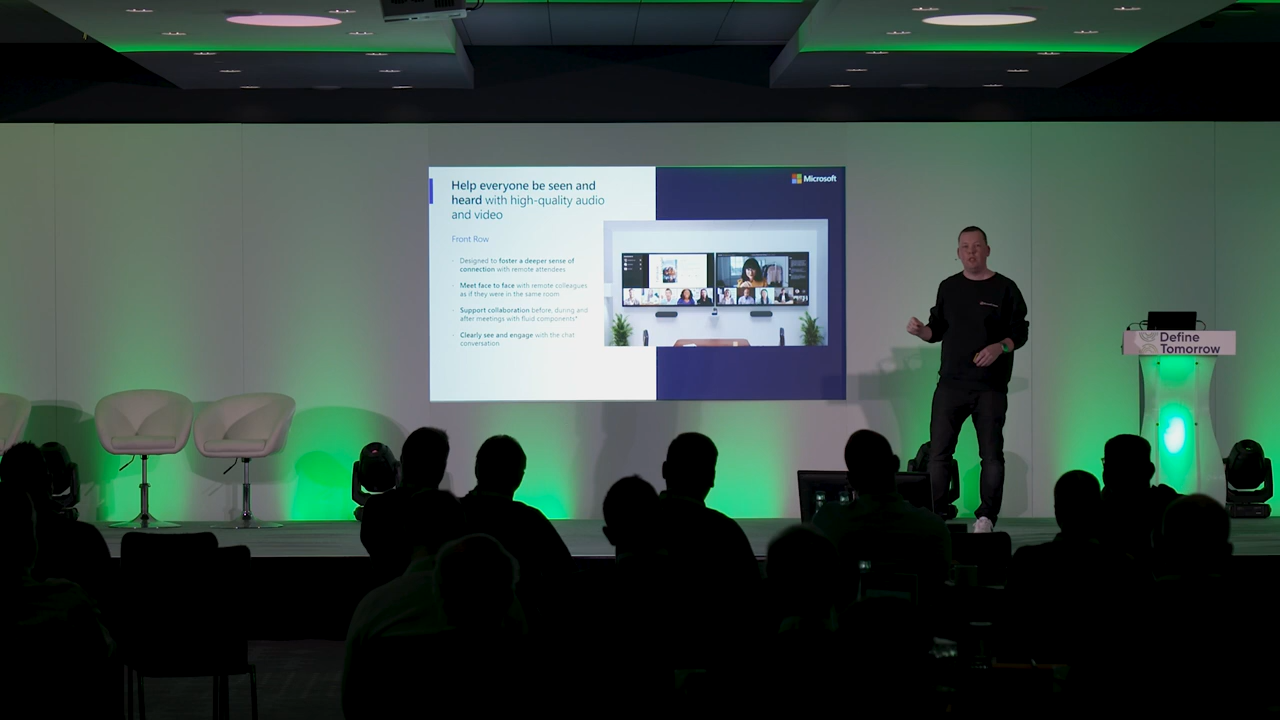 Microsoft
Help everyone be seen and
heard with high-quality audio
and video
Front Row
Designed to foster a deeper sense of
connection with remote attendees
Meet face to face with remote colleagues
as if they were in the same room
Support collaboration before, during and
after meetings with fluid components*
Clearly see and engage with the chat
conversation
Define
Tomorrow